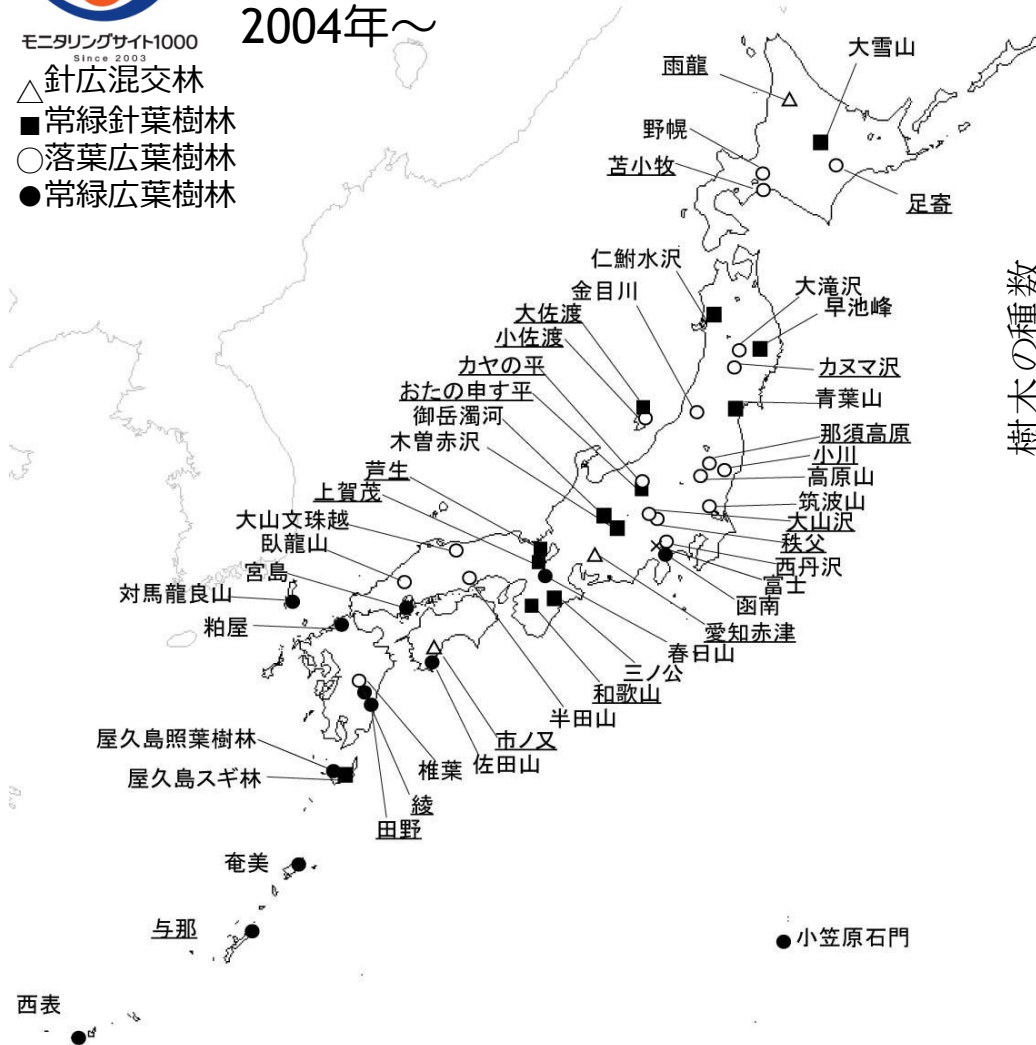 2004年～
モニタリングサイト1000
Since 2003
△針広混交林
■常緑針葉樹林
○落葉広葉樹林
●常緑広葉樹林
大雪山
雨龍
野幌
苫小牧
足寄
仁鮒水沢
金目川
大佐渡
小佐渡
カヤの平
おたの申す平
御岳濁河
木曽赤沢
芦生
上賀茂
大山文珠越
臥龍山
宮島
対馬龍良山
粕屋
大滝沢
早池峰
カヌマ沢
青葉山
那須高原
小川
高原山
筑波山
大山沢
秩父
西丹沢
富士
函南
愛知赤津
春日山
三ノ公
和歌山
半田山
市ノ又
佐田山
椎葉
綾
田野
屋久島照葉樹林
屋久島スギ林
奄美
与那
小笠原石門
西表
樹木の種数